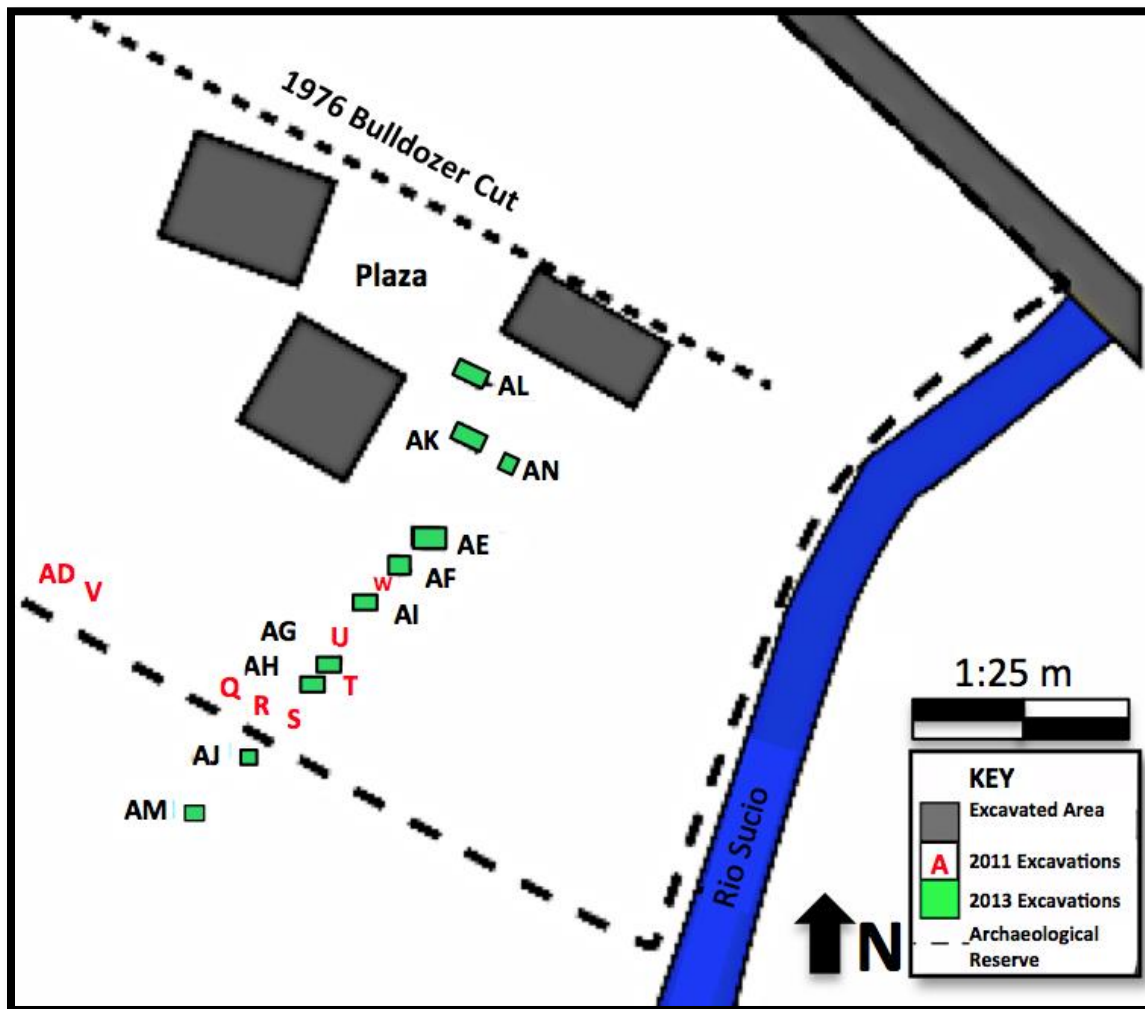 1976 Bulldozer Cut
Plaza
AL
AK
AN
AE
AF
W
AI
AD
V
AG
U
AH
T
Q
R
S
AJ
AM
Rio Sucio
1:25 m
KEY
Excavated Area
A 2011 Excavations
2013 Excavations
Archaeological
Reserve
N